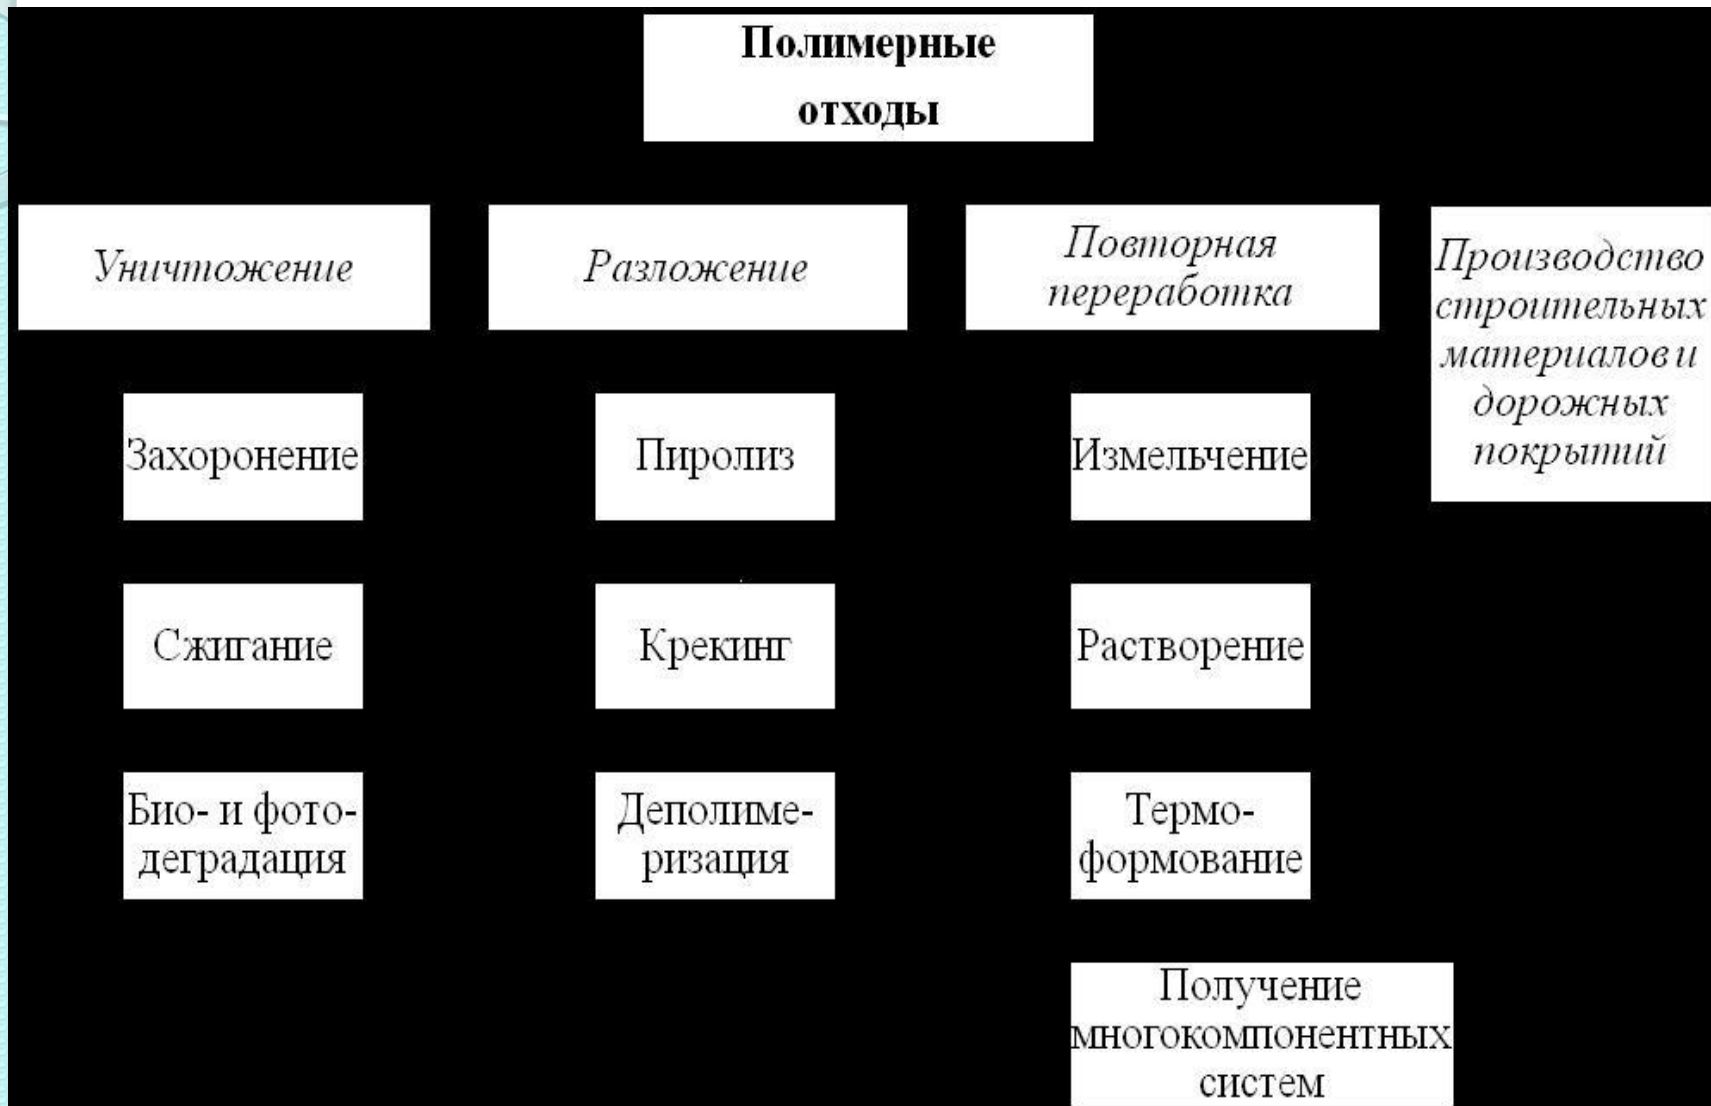 Полимерные
отходы
Уничтожение
Разложение
Повторная
переработка
Производство
строительных
материалов и
дорожных
покрытий
Захоронение
Пиролиз
Измельчение
Сжигание
Крекинг
Растворение
Био- и фото-
деградация
Деполиме-
ризация
Термо-
формование
Получение
многокомпонентных
систем